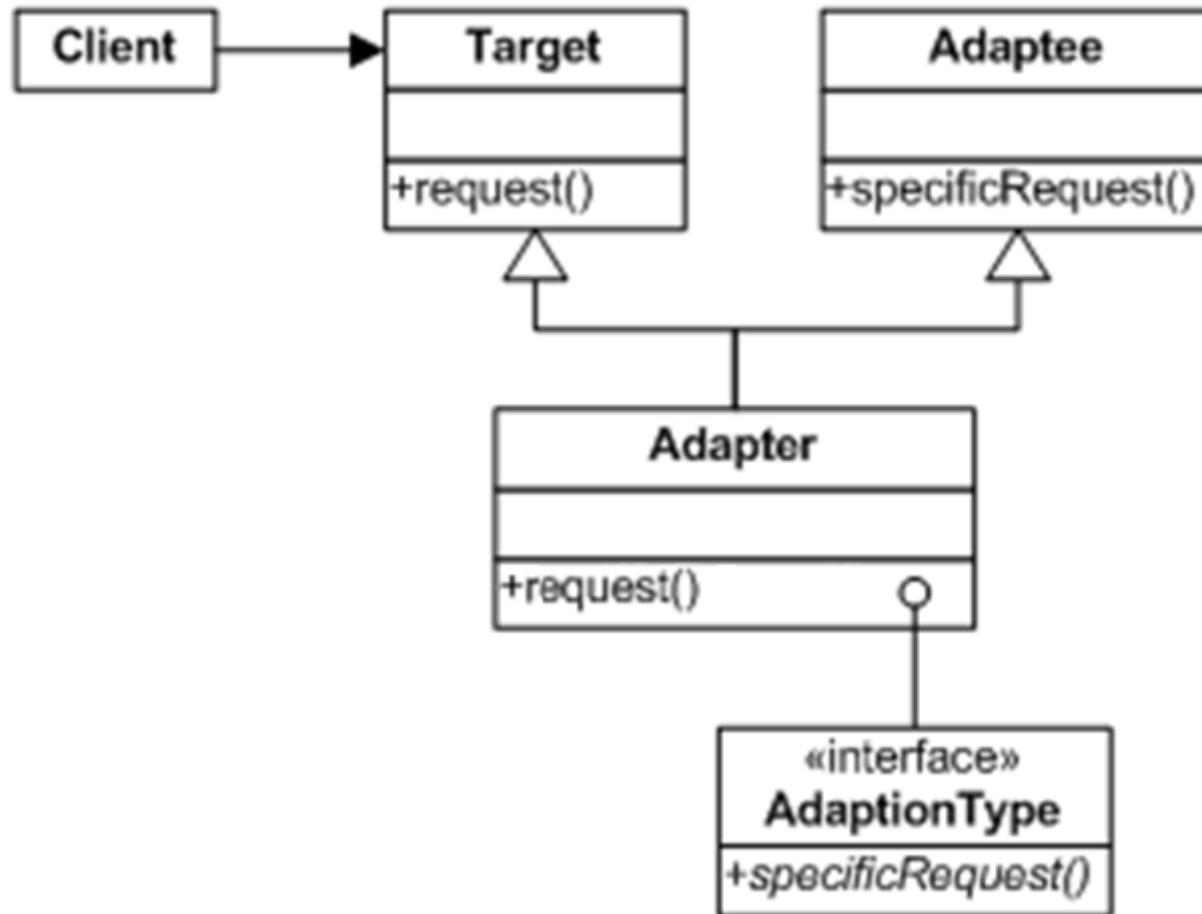 Client
Target
Adaptee
+request()
+specificRequest()
Adapter
+request()
«interface»
AdaptionType
+specificRequest()